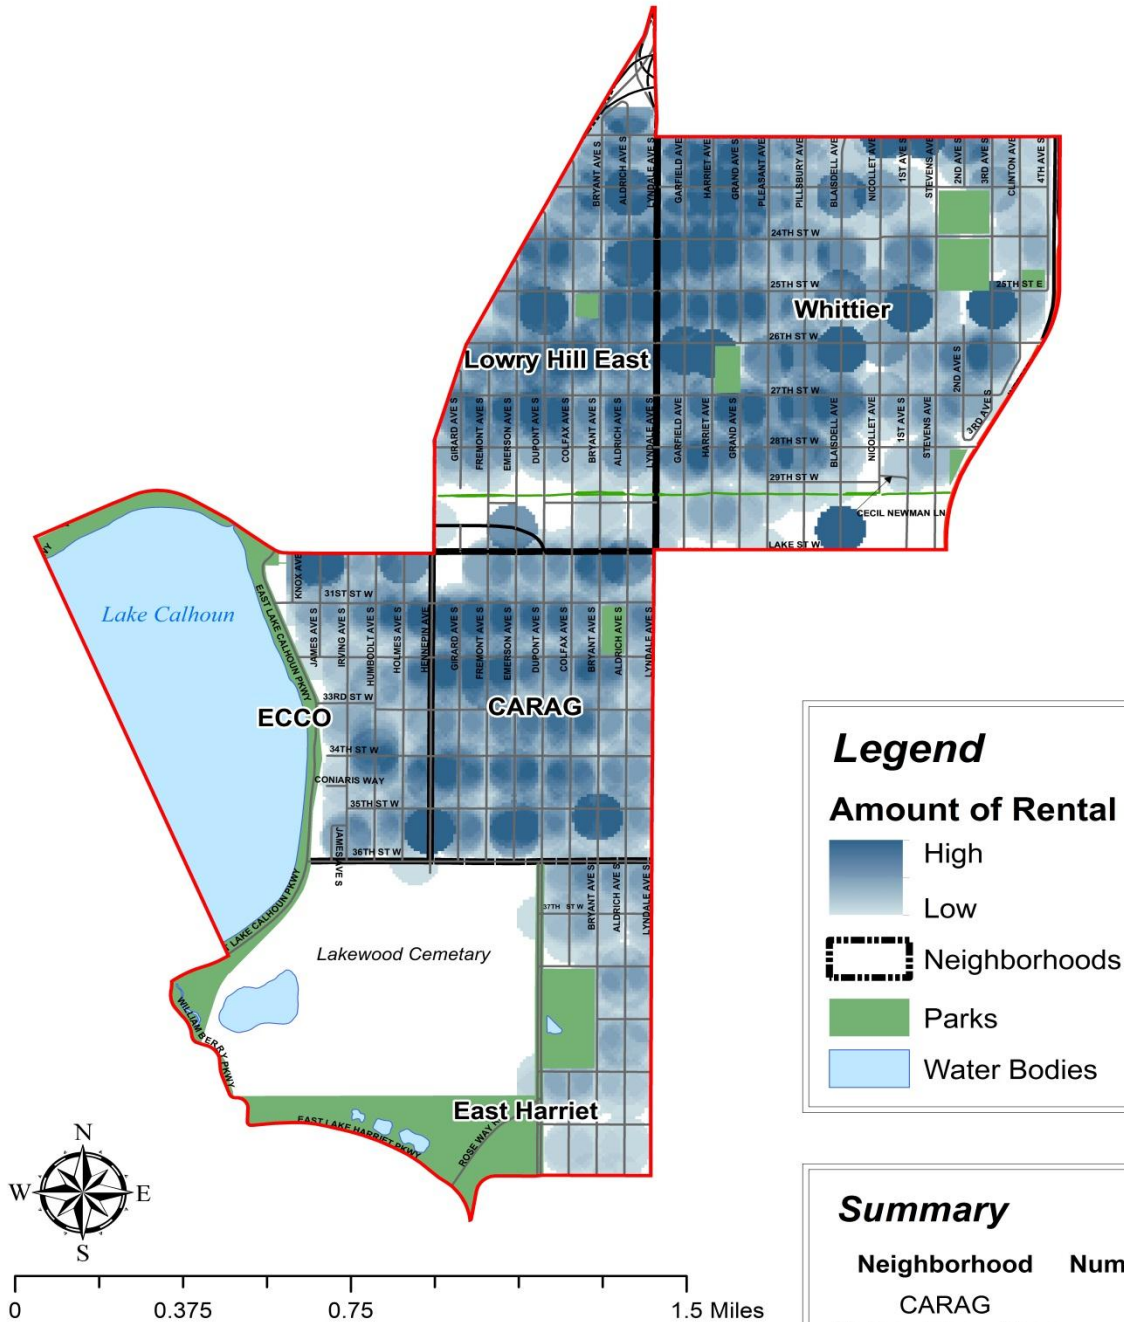 BRYANT AVE S
ALDRICH AVE S
LYNDALE AVE S
GARFIELD AVE
HARRIET AVE
GRAND AVE S
PLEASANT AVE
PILLSBURY AVE
BLAISDELL AVE
NICOLLET AVE
1ST AVE S
STEVENS AVE
2ND AVE S
3RD AVE S
CLINTON AVE
4TH AVE S
24TH ST W
25TH ST W
25TH ST E
Whittier
26TH ST W
Lowry Hill East
27TH ST W
2ND AVE S
3RD AVE S
GIRARD AVE S
FREMONT AVE S
EMERSON AVE S
DUPONT AVE S
COLFAX AVE S
BRYANT AVE S
ALDRICH AVE S
LYNDALE AVE S
GARFIELD AVE
HARRIET AVE
GRAND AVE S
BLAISDELL AVE
NICOLLET AVE
1ST AVE S
STEVENS AVE
28TH ST W
29TH ST W
CECIL NEWMAN LN
LAKE ST W
KNOX AVE
31ST ST W
Lake Calhoun
EAST LAKE CALHOUN PKWY
JAMES AVE S
IRVING AVE S
HUMBODLT AVE S
HOLMES AVE S
HENNEPIN AVE
GIRARD AVE S
FREMONT AVE S
EMERSON AVE S
DUPONT AVE S
COLFAX AVE S
BRYANT AVE S
ALDRICH AVE S
LYNDALE AVE S
33RD ST W
ECCO
CARAG
34TH ST W
CONIARIS WAY
35TH ST W
JAMES AVE S
36TH ST W
LAKE CALHOUN PKWY
BRYANT AVE S
ALDRICH AVE S
LYNDALE AVE S
37TH ST W
Lakewood Cemetary
WILLIAM BERRY PKWY
East Harriet
EAST LAKE HARRIET PKWY
ROSE WAY
Legend
Amount of Rental
High
Low
Neighborhoods
Parks
Water Bodies
N
W E
S
0 0.375 0.75 1.5 Miles
Summary
Neighborhood Num
CARAG